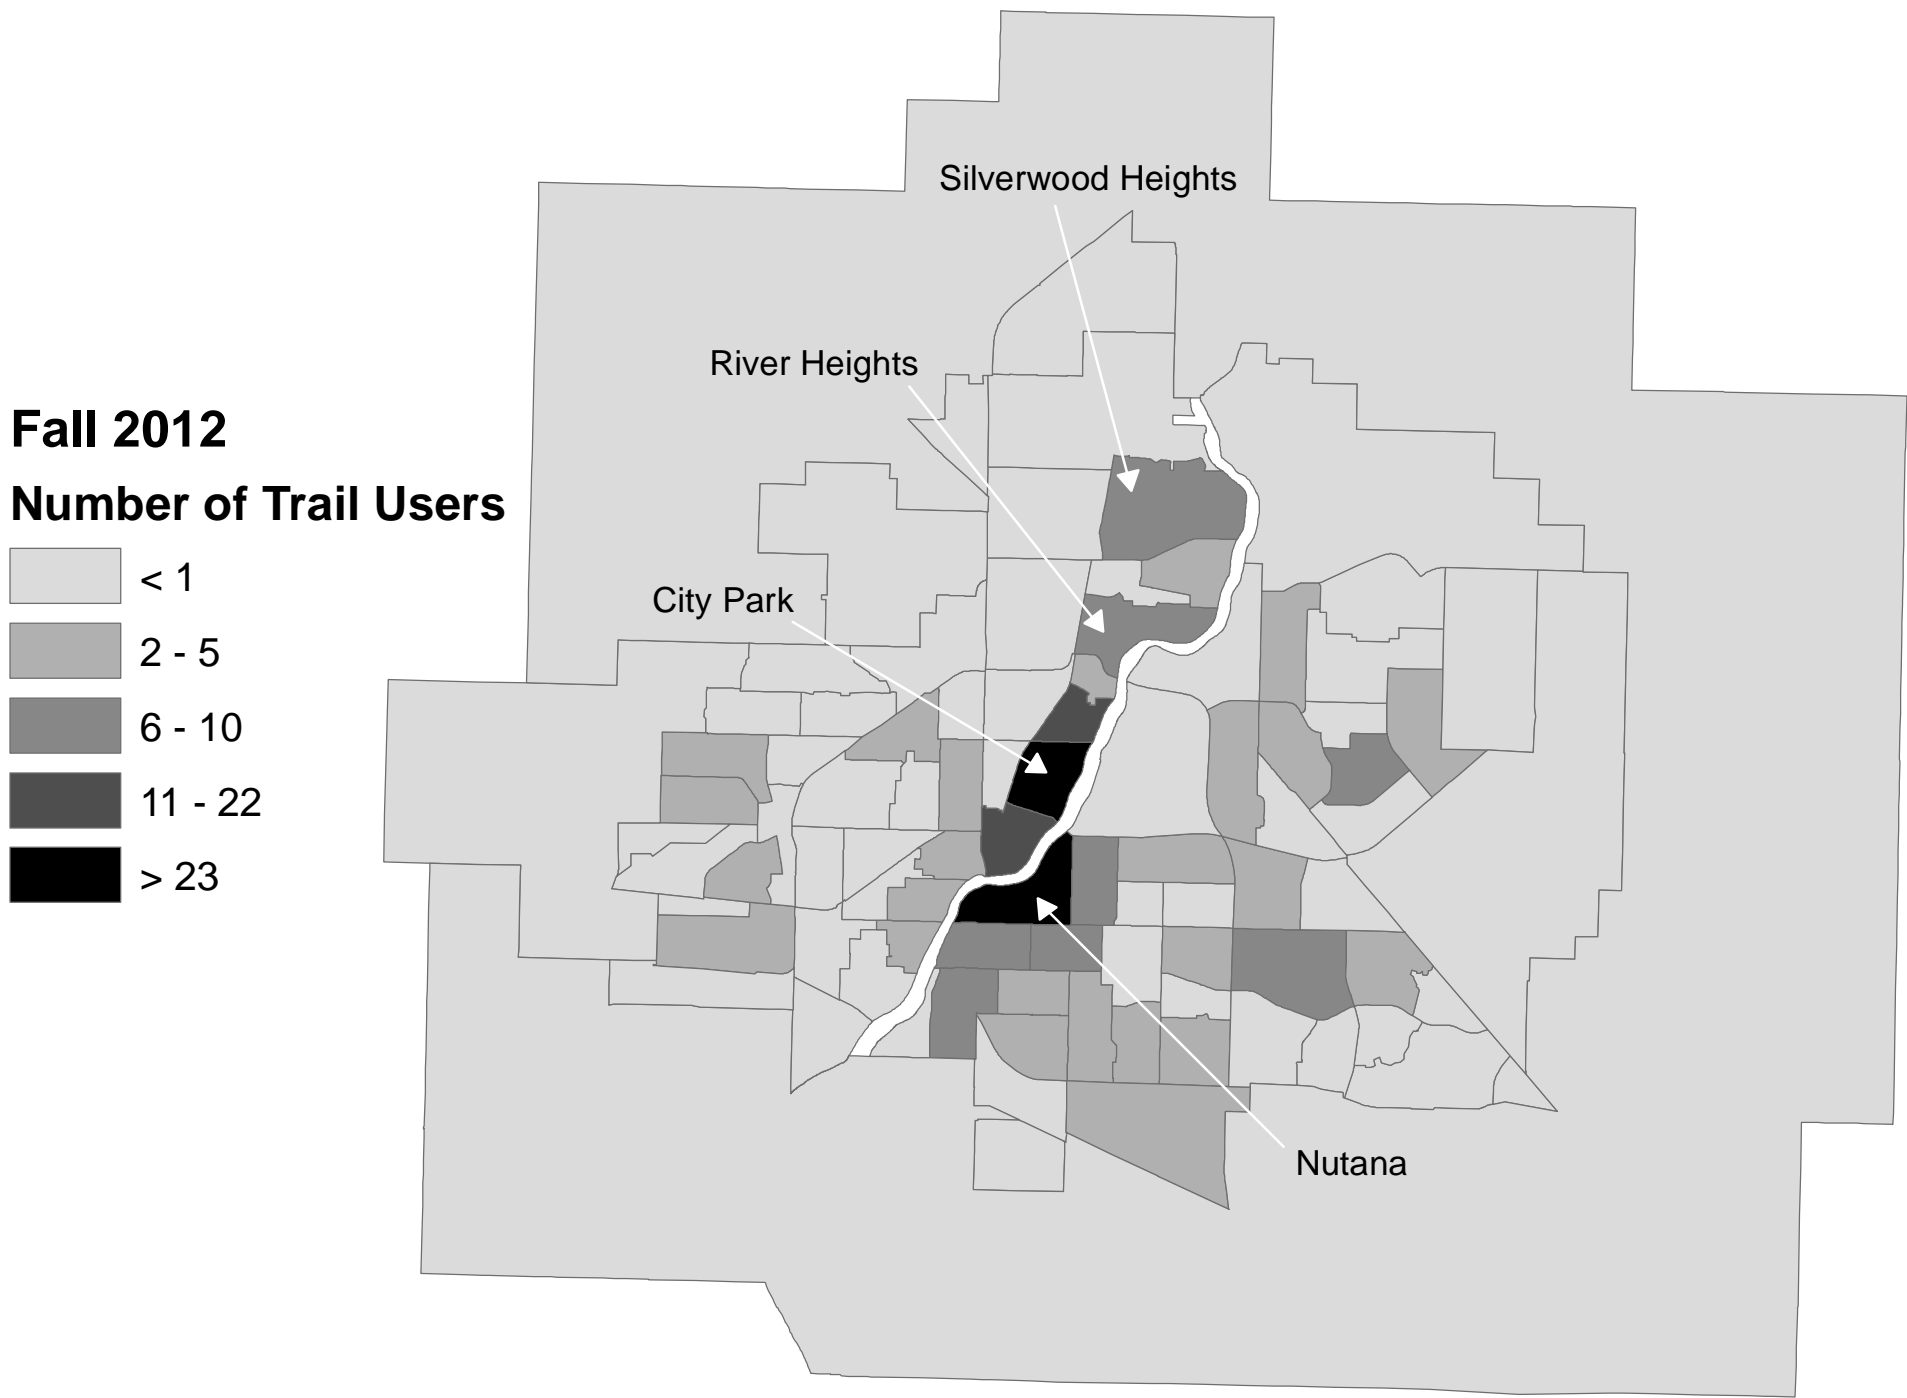 Silverwood Heights
River Heights
Fall 2012
Number of Trail Users
< 1
2 - 5
6 - 10
11 - 22
> 23
City Park
Nutana